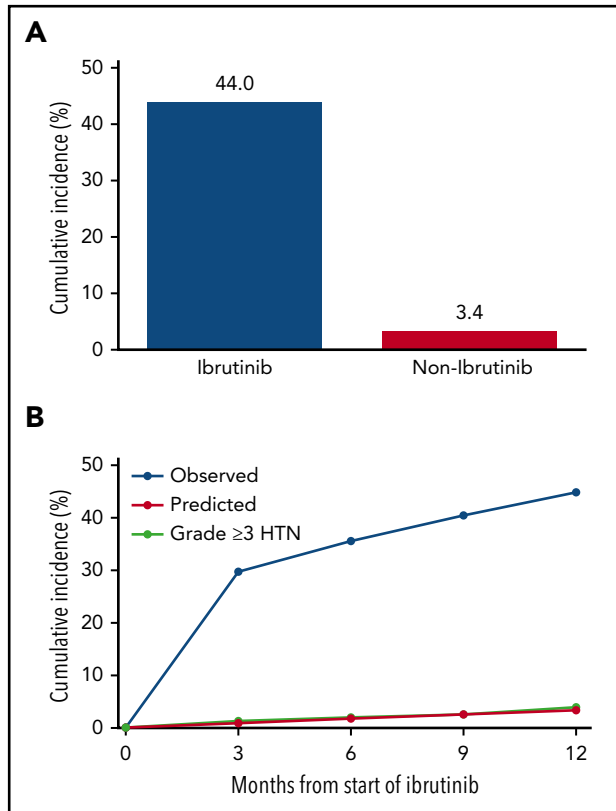 A
Cumulative incidence (%)
50
40
30
20
10
0
44.0
3.4
Ibrutinib
Non-Ibrutinib
B
Cumulative incidence (%)
50
40
30
20
10
0
Observed
Predicted
Grade ≥3 HTN
0
3
6
9
12
Months from start of ibrutinib